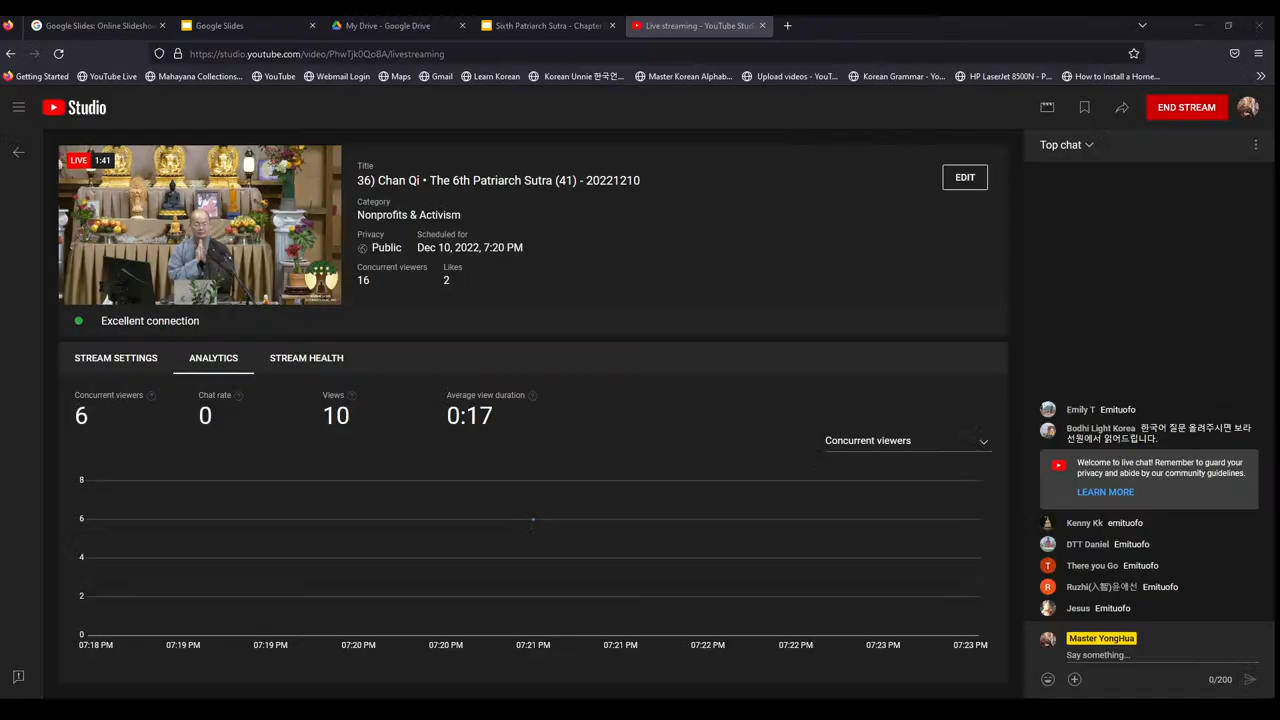 Google Slides: Online Slidesho
Google Slides
My Drive - Google Drive
Sixth Patriarch Sutra - Chapter
Live streaming - YouTube Stud
https://studio.youtube.com/video/PhwTjk0Qo8A/livestreaming
Getting Started
YouTube Live
Mahayana Collections...
YouTube
Webmail Login
Maps
Gmail
Learn Korean
Korean Unnie 한국언...
Master Korean Alphab...
Upload videos - YouT...
Korean Grammar - Yo...
HP LaserJet 8500N - P...
How to Install a Home...
Studio
END STREAM
LIVE 1:41
Title
36) Chan Qi • The 6th Patriarch Sutra (41) - 20221210
EDIT
Category
Nonprofits & Activism
Privacy
Scheduled for
Public
Dec 10, 2022, 7:20 PM
Concurrent viewers
Likes
16
2
Excellent connection
STREAM SETTINGS
ANALYTICS
STREAM HEALTH
Concurrent viewers
Chat rate
Views
Average view duration
6
0
10
0:17
Concurrent viewers
8
6
4
2
0
07:18 PM
07:19 PM
07:19 PM
07:20 PM
07:20 PM
07:21 PM
07:21 PM
07:22 PM
07:22 PM
07:23 PM
07:23 PM
Top chat
Emily T Emituofo
Bodhi Light Korea 한국어 질문 올려주시면 보라
선원에서 읽어드립니다.
Welcome to live chat! Remember to guard your
privacy and abide by our community guidelines.
LEARN MORE
Kenny Kk emituofo
DTT Daniel Emituofo
T There you Go Emituofo
R Ruzhi(入智)윤애선 Emituofo
Jesus Emituofo
Master YongHua
Say something...
0/200